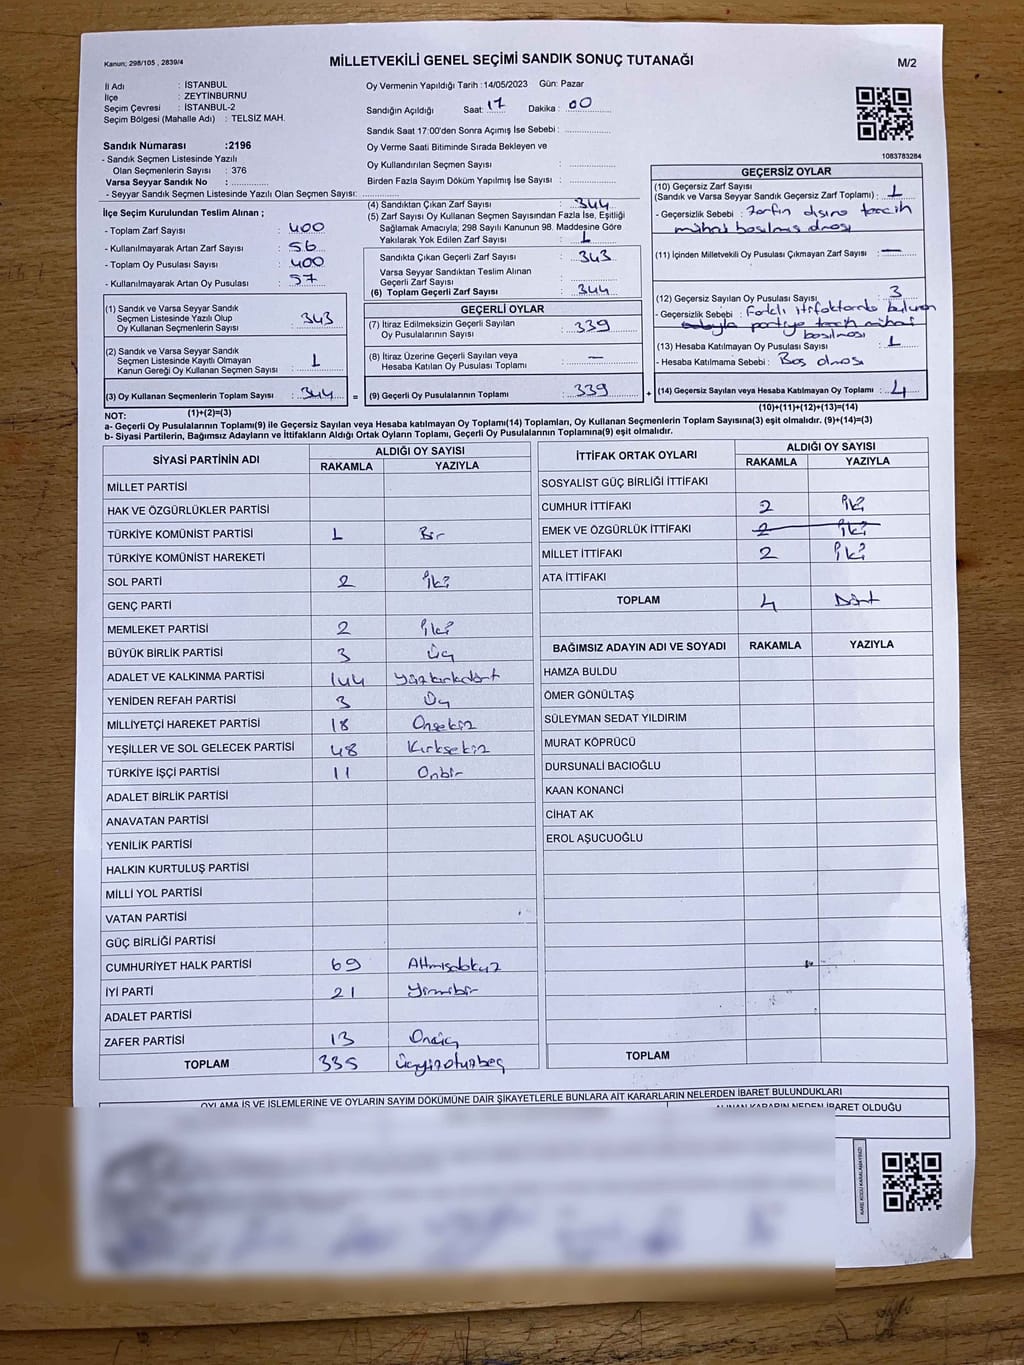 Kanun; 298/105 , 2839/4
MİLLETVEKİLİ GENEL SEÇİMİ SANDIK SONUÇ TUTANAĞI
M/2
İl Adı : İSTANBUL
İlçe : ZEYTİNBURNU
Seçim Çevresi : İSTANBUL-2
Seçim Bölgesi (Mahalle Adı) : TELSİZ MAH.
Oy Vermenin Yapıldığı Tarih : 14/05/2023 Gün: Pazar
Sandığın Açıldığı Saat: 17 Dakika : 00
Sandık Saat 17:00'den Sonra Açımış İse Sebebi :
Oy Verme Saati Bitiminde Sırada Bekleyen ve
Oy Kullandırılan Seçmen Sayısı :
Birden Fazla Sayım Döküm Yapılmış İse Sayısı :
1083783284
Sandık Numarası :2196
- Sandık Seçmen Listesinde Yazılı
Olan Seçmenlerin Sayısı : 376
Varsa Seyyar Sandık No :
- Seyyar Sandık Seçmen Listesinde Yazılı Olan Seçmen Sayısı:
İlçe Seçim Kurulundan Teslim Alınan ;
- Toplam Zarf Sayısı : 400
- Kullanılmayarak Artan Zarf Sayısı : 56
- Toplam Oy Pusulası Sayısı : 400
- Kullanılmayarak Artan Oy Pusulası : 57
(1) Sandık ve Varsa Seyyar Sandık
Seçmen Listesinde Yazılı Olup
Oy Kullanan Seçmenlerin Sayısı : 343
(2) Sandık ve Varsa Seyyar Sandık
Seçmen Listesinde Kayıtlı Olmayan
Kanun Gereği Oy Kullanan Seçmen Sayısı : 1
(3) Oy Kullanan Seçmenlerin Toplam Sayısı : 344 =
(1)+(2)=(3)
(4) Sandıktan Çıkan Zarf Sayısı : 344
(5) Zarf Sayısı Oy Kullanan Seçmen Sayısından Fazla İse, Eşitliği
Sağlamak Amacıyla; 298 Sayılı Kanunun 98. Maddesine Göre
Yakılarak Yok Edilen Zarf Sayısı : 1
Sandıkta Çıkan Geçerli Zarf Sayısı : 343
Varsa Seyyar Sandıktan Teslim Alınan
Geçerli Zarf Sayısı :
(6) Toplam Geçerli Zarf Sayısı : 344
GEÇERLİ OYLAR
(7) İtiraz Edilmeksizin Geçerli Sayılan
Oy Pusulalarının Sayısı : 339
(8) İtiraz Üzerine Geçerli Sayılan veya
Hesaba Katılan Oy Pusulası Toplamı : —
(9) Geçerli Oy Pusulalarının Toplamı : 339 +
GEÇERSİZ OYLAR
(10) Geçersiz Zarf Sayısı
(Sandık ve Varsa Seyyar Sandık Geçersiz Zarf Toplamı) : 1
- Geçersizlik Sebebi : Zarfın dışına tercih
mührü basılmış olması
(11) İçinden Milletvekili Oy Pusulası Çıkmayan Zarf Sayısı : —
(12) Geçersiz Sayılan Oy Pusulası Sayısı : 3
- Geçersizlik Sebebi : Farklı ittifaklarda bulunan
partiye tercih mührü
basılması
(13) Hesaba Katılmayan Oy Pusulası Sayısı : 1
- Hesaba Katılmama Sebebi : Boş olması
(14) Geçersiz Sayılan veya Hesaba Katılmayan Oy Toplamı : 4
(10)+(11)+(12)+(13)=(14)
NOT:
a- Geçerli Oy Pusulalarının Toplamı(9) ile Geçersiz Sayılan veya Hesaba katılmayan Oy Toplamı(14) Toplamları, Oy Kullanan Seçmenlerin Toplam Sayısına(3) eşit olmalıdır. (9)+(14)=(3)
b- Siyasi Partilerin, Bağımsız Adayların ve İttifakların Aldığı Ortak Oyların Toplamı, Geçerli Oy Pusulalarının Toplamına(9) eşit olmalıdır.
SİYASİ PARTİNİN ADI
ALDIĞI OY SAYISI
RAKAMLA YAZIYLA
MİLLET PARTİSİ
HAK VE ÖZGÜRLÜKLER PARTİSİ
TÜRKİYE KOMÜNİST PARTİSİ 1 Bir
TÜRKİYE KOMÜNİST HAREKETİ
SOL PARTİ 2 İki
GENÇ PARTİ
MEMLEKET PARTİSİ 2 İki
BÜYÜK BİRLİK PARTİSİ 3 Üç
ADALET VE KALKINMA PARTİSİ 144 Yüzkırkdört
YENİDEN REFAH PARTİSİ 3 Üç
MİLLİYETÇİ HAREKET PARTİSİ 18 Onsekiz
YEŞİLLER VE SOL GELECEK PARTİSİ 48 Kırksekiz
TÜRKİYE İŞÇİ PARTİSİ 11 Onbir
ADALET BİRLİK PARTİSİ
ANAVATAN PARTİSİ
YENİLİK PARTİSİ
HALKIN KURTULUŞ PARTİSİ
MİLLİ YOL PARTİSİ
VATAN PARTİSİ
GÜÇ BİRLİĞİ PARTİSİ
CUMHURİYET HALK PARTİSİ 69 Altmışdokuz
İYİ PARTİ 21 Yirmibir
ADALET PARTİSİ
ZAFER PARTİSİ 13 Onüç
TOPLAM 335 Üçyüzotuzbeş
İTTİFAK ORTAK OYLARI
ALDIĞI OY SAYISI
RAKAMLA YAZIYLA
SOSYALİST GÜÇ BİRLİĞİ İTTİFAKI
CUMHUR İTTİFAKI 2 İki
EMEK VE ÖZGÜRLÜK İTTİFAKI 2 İki
MİLLET İTTİFAKI 2 İki
ATA İTTİFAKI
TOPLAM 4 Dört
BAĞIMSIZ ADAYIN ADI VE SOYADI RAKAMLA YAZIYLA
HAMZA BULDU
ÖMER GÖNÜLTAŞ
SÜLEYMAN SEDAT YILDIRIM
MURAT KÖPRÜCÜ
DURSUNALİ BACIOĞLU
KAAN KONANCİ
CİHAT AK
EROL AŞUCUOĞLU
TOPLAM
OYLAMA İŞ VE İŞLEMLERİNE VE OYLARIN SAYIM DÖKÜMÜNE DAİR ŞİKAYETLERLE BUNLARA AİT KARARLARIN NELERDEN İBARET BULUNDUKLARI
ALINAN KARARIN NEDEN İBARET OLDUĞU
KARE KODU KARALAMAYINIZ!